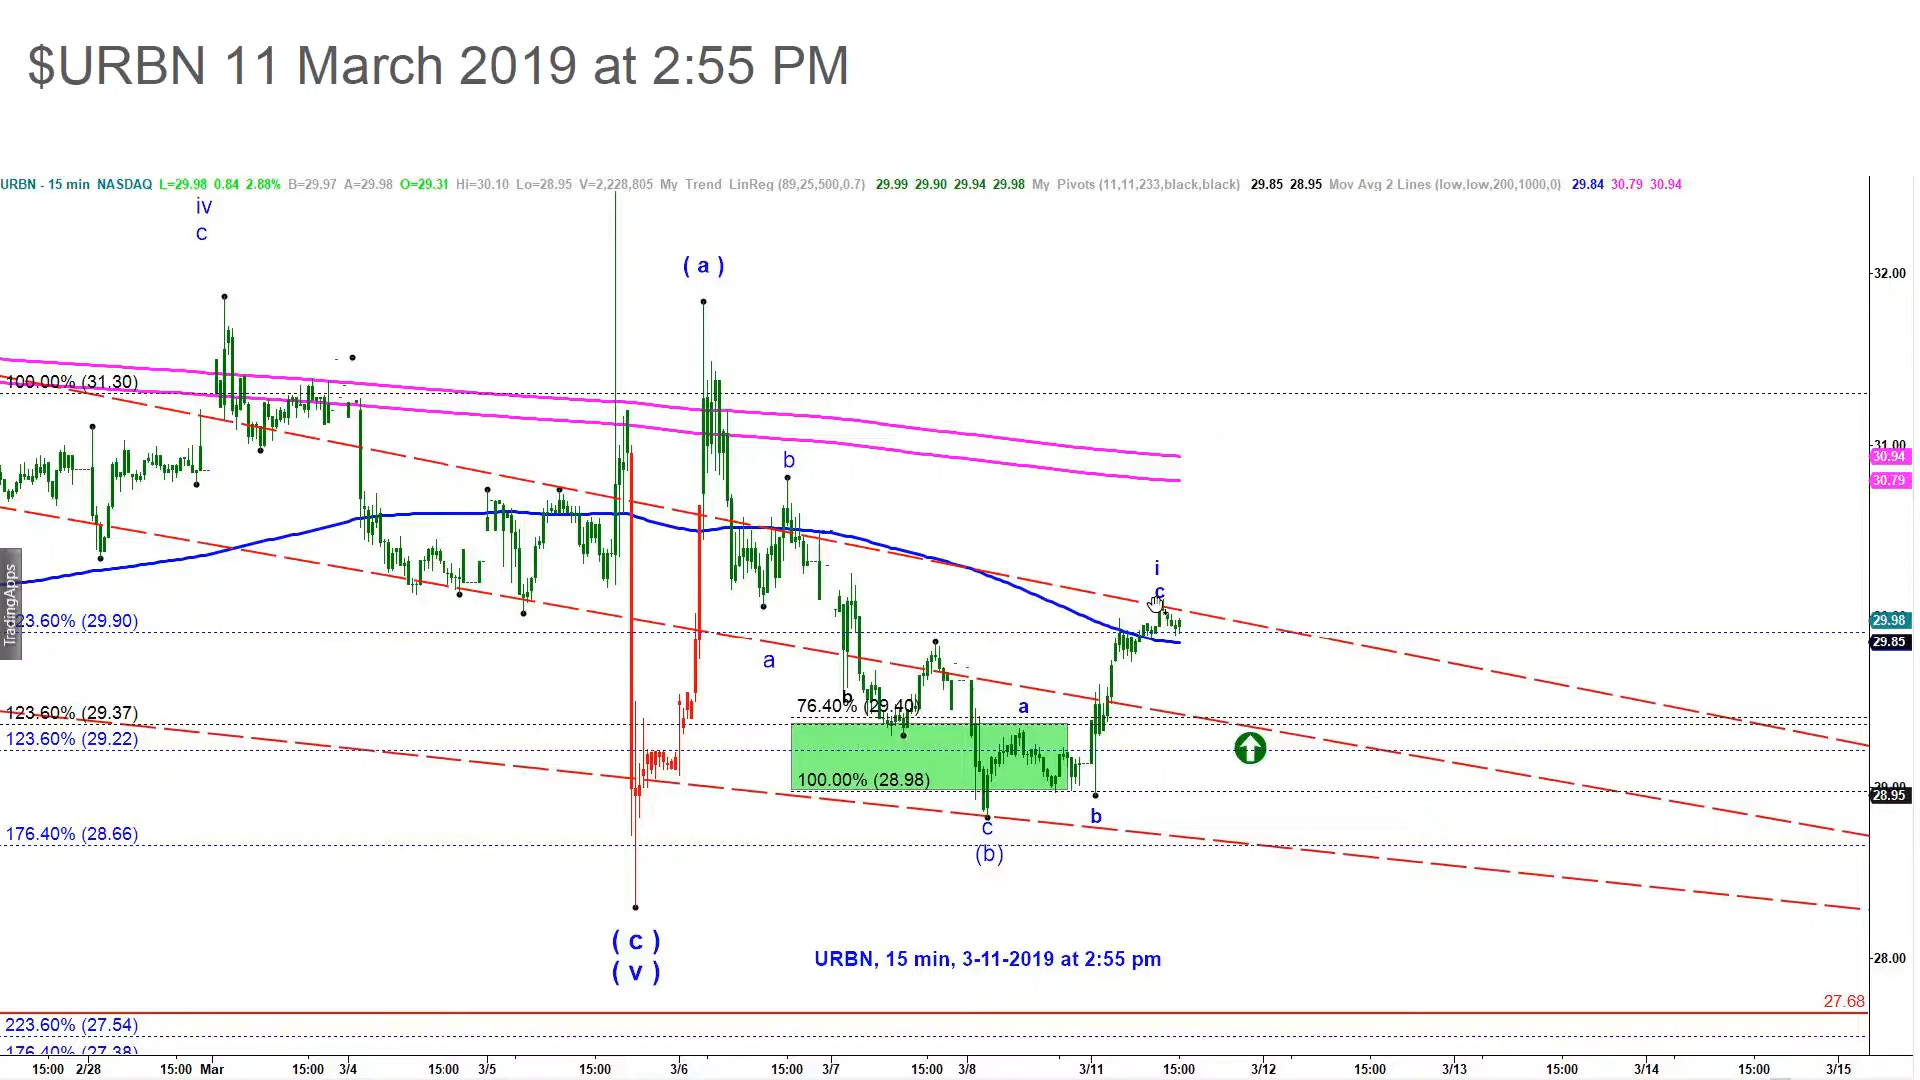 $URBN 11 March 2019 at 2:55 PM
URBN - 15 min NASDAQ L=29.98 0.84 2.88% B=29.97 A=29.98 O=29.31 Hi=30.10 Lo=28.95 V=2,228,805 My Trend LinReg (89,25,500,0.7) 29.99 29.90 29.94 29.98 My Pivots (11,11,233,black,black) 29.85 28.95 Mov Avg 2 Lines (low,low,200,1000,0) 29.84 30.79 30.94
iv
c
( a )
32.00
100.00% (31.30)
31.00
30.94
b
30.79
i
c
TradingApps
23.60% (29.90)
29.98
29.85
a
b
76.40% (29.40)
a
123.60% (29.37)
123.60% (29.22)
100.00% (28.98)
28.95
b
c
176.40% (28.66)
(b)
( c )
URBN, 15 min, 3-11-2019 at 2:55 pm
28.00
( v )
27.68
223.60% (27.54)
176.40% (27.38)
15:00 2/28 15:00 Mar 15:00 3/4 15:00 3/5 15:00 3/6 15:00 3/7 15:00 3/8 3/11 15:00 3/12 15:00 3/13 15:00 3/14 15:00 3/15